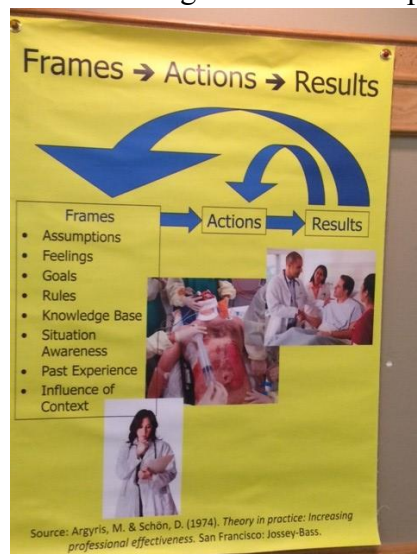 Frames → Actions → Results
Frames
• Assumptions
• Feelings
• Goals
• Rules
• Knowledge Base
• Situation
Awareness
• Past Experience
• Influence of
Context
Actions
Results
Source: Argyris, M. & Schön, D. (1974). Theory in practice: Increasing
professional effectiveness. San Francisco: Jossey-Bass.